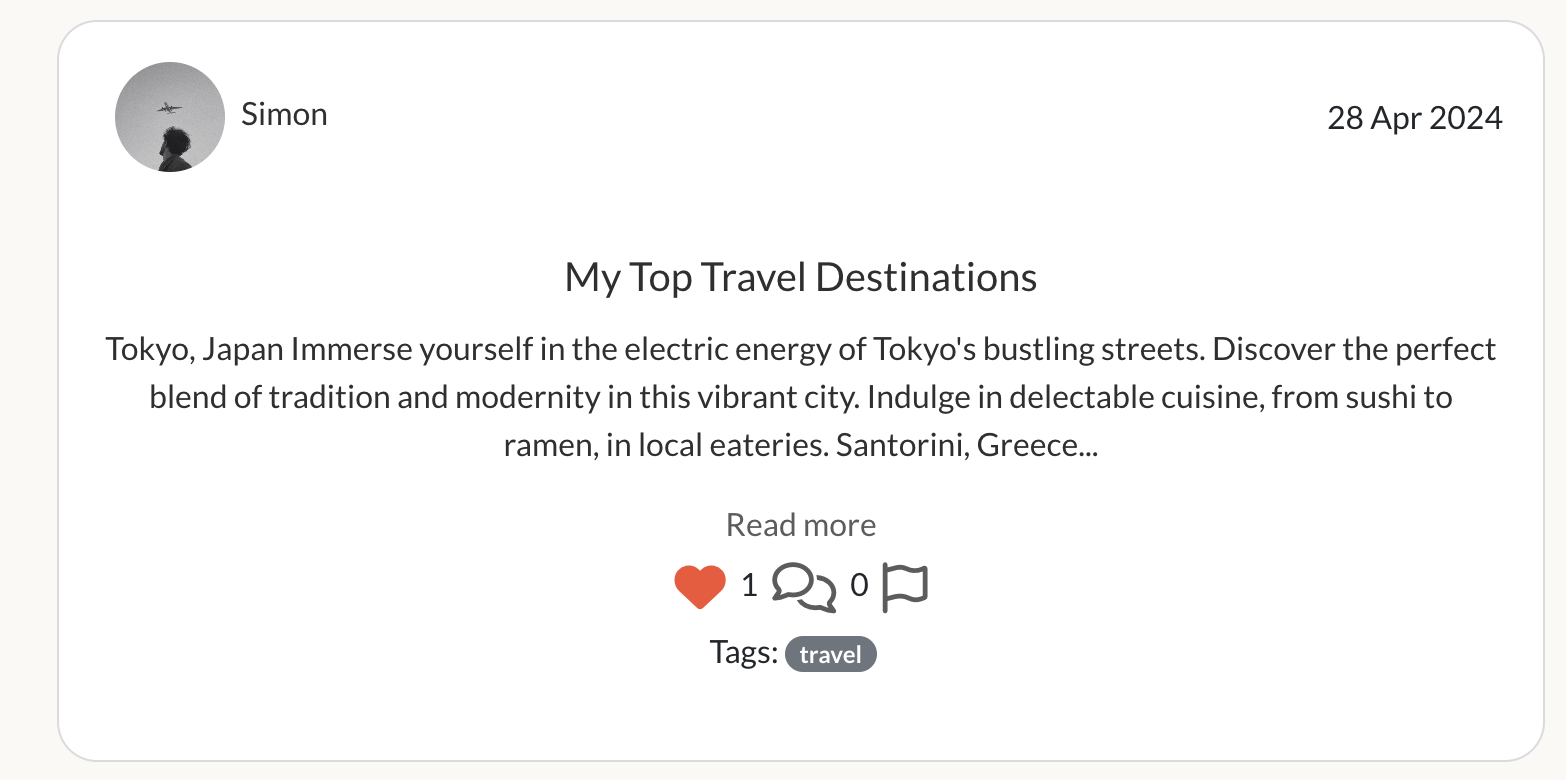 Simon
28 Apr 2024
My Top Travel Destinations
Tokyo, Japan Immerse yourself in the electric energy of Tokyo's bustling streets. Discover the perfect
blend of tradition and modernity in this vibrant city. Indulge in delectable cuisine, from sushi to
ramen, in local eateries. Santorini, Greece...
Read more
1 0
Tags: travel